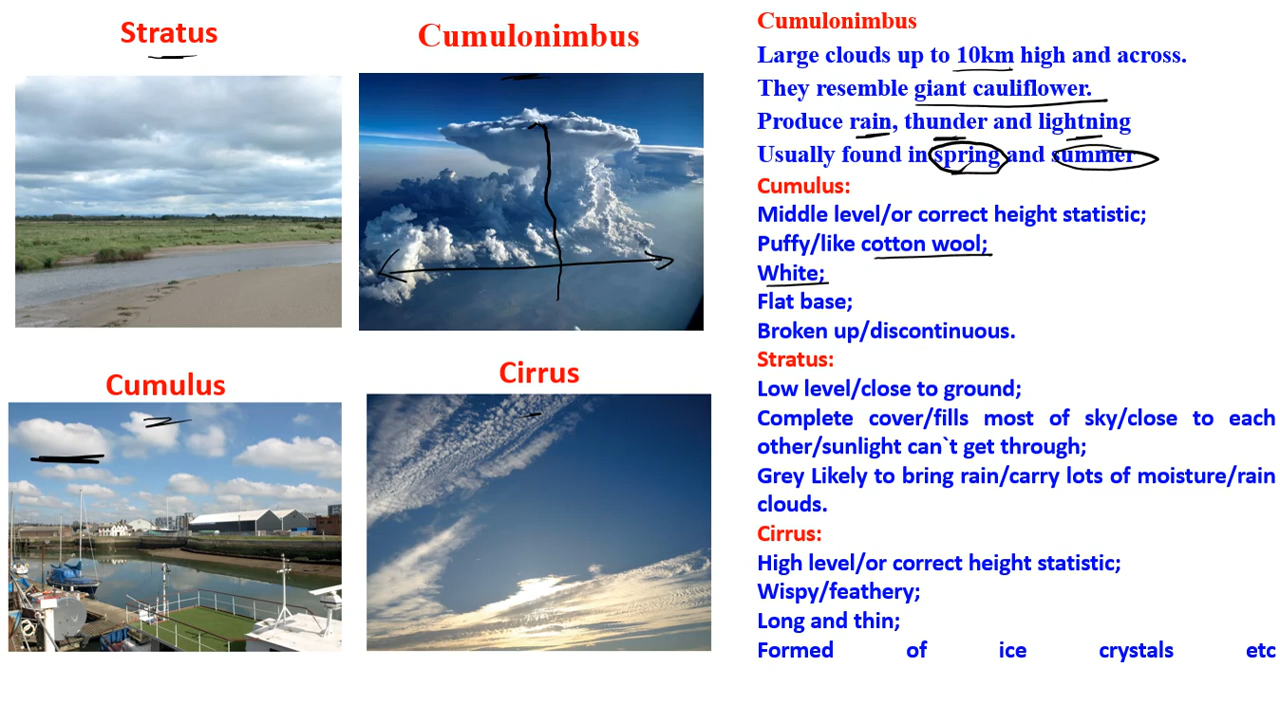 Stratus
Cumulonimbus
Cumulus
Cirrus
Cumulonimbus
Large clouds up to 10km high and across.
They resemble giant cauliflower.
Produce rain, thunder and lightning
Usually found in spring and summer
Cumulus:
Middle level/or correct height statistic;
Puffy/like cotton wool;
White;
Flat base;
Broken up/discontinuous.
Stratus:
Low level/close to ground;
Complete cover/fills most of sky/close to each
other/sunlight can`t get through;
Grey Likely to bring rain/carry lots of moisture/rain
clouds.
Cirrus:
High level/or correct height statistic;
Wispy/feathery;
Long and thin;
Formed of ice crystals etc